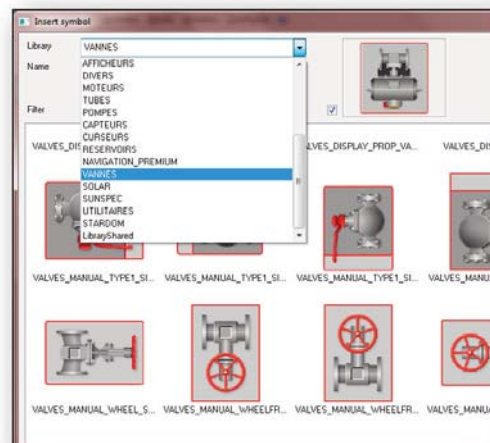 Insert symbol
Library
VANNES
Name
AFFICHEURS
DIVERS
MOTEURS
TUBES
POMPES
CAPTEURS
Filter
CURSEURS
RESERVOIRS
NAVIGATION_PREMIUM
VANNES
SOLAR
SUNSPEC
UTILITAIRES
STARDOM
LibraryShared
VALVES_DIS
VALVES_DISPLAY_PROP_VA...
VALVES_DIS
VALVES_MANUAL_TYPE1_SI...
VALVES_MANUAL_TYPE1_SI...
VALVES_MANUAL_TYPE1_SI...
VALVES_MANU
VALVES_MANUAL_WHEEL_S...
VALVES_MANUAL_WHEELFR...
VALVES_MANUAL_WHEELFR...
VALVES_MANUA